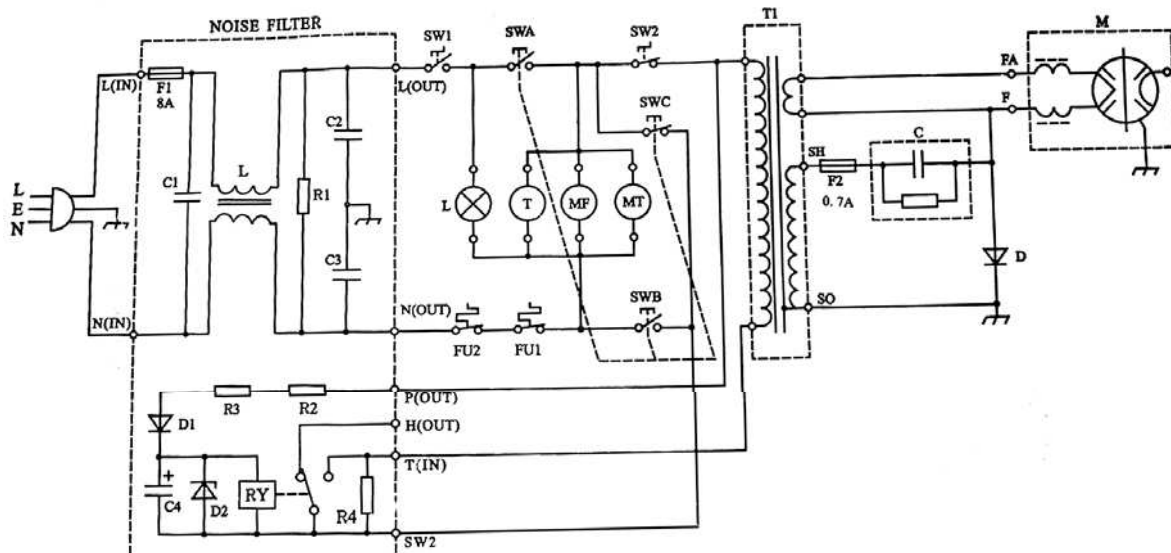 NOISE FILTER
T1
M
SW1
SWA
SW2
L(IN)
F1
8A
L(OUT)
FA
F
C2
SWC
C
SH
F2
0.7A
C1
L
R1
L
T
MF
MT
L
E
N
C3
D
SO
N(IN)
N(OUT)
SWB
FU2
FU1
R3
R2
P(OUT)
D1
H(OUT)
T(IN)
+
C4
D2
RY
R4
SW2